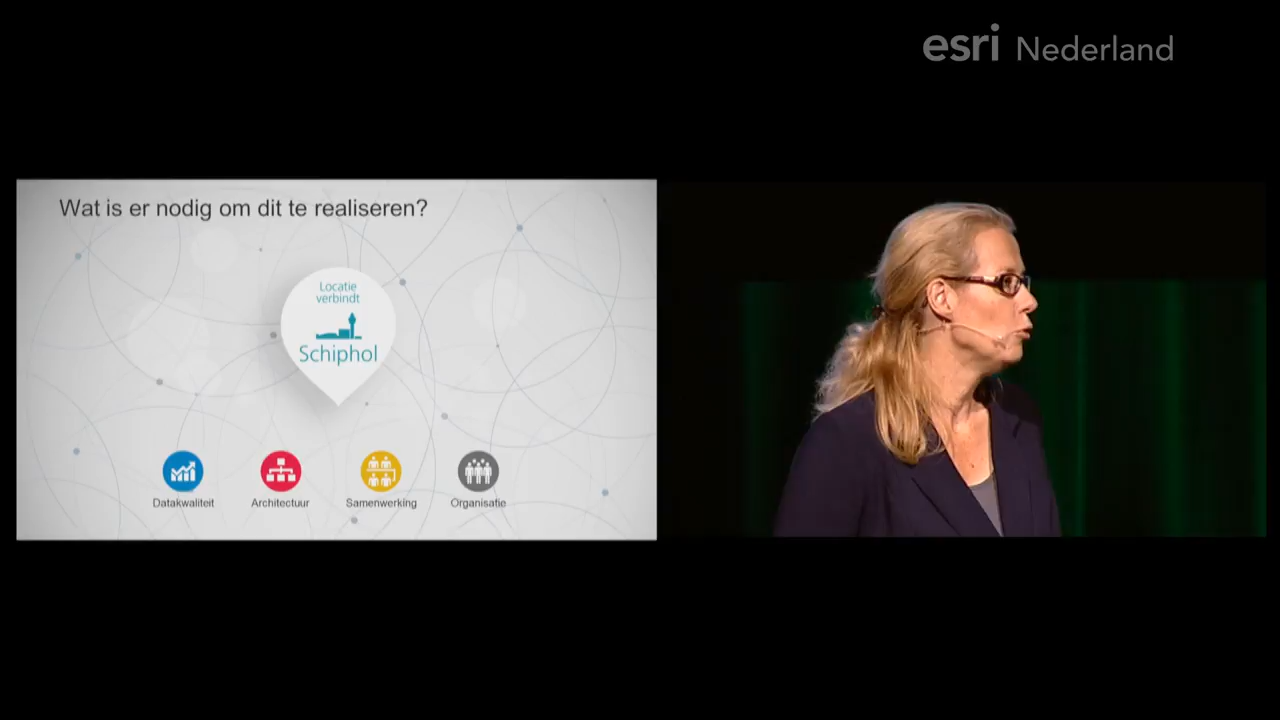 esri Nederland
Wat is er nodig om dit te realiseren?
Locatie
verbindt
Schiphol
Datakwaliteit
Architectuur
Samenwerking
Organisatie